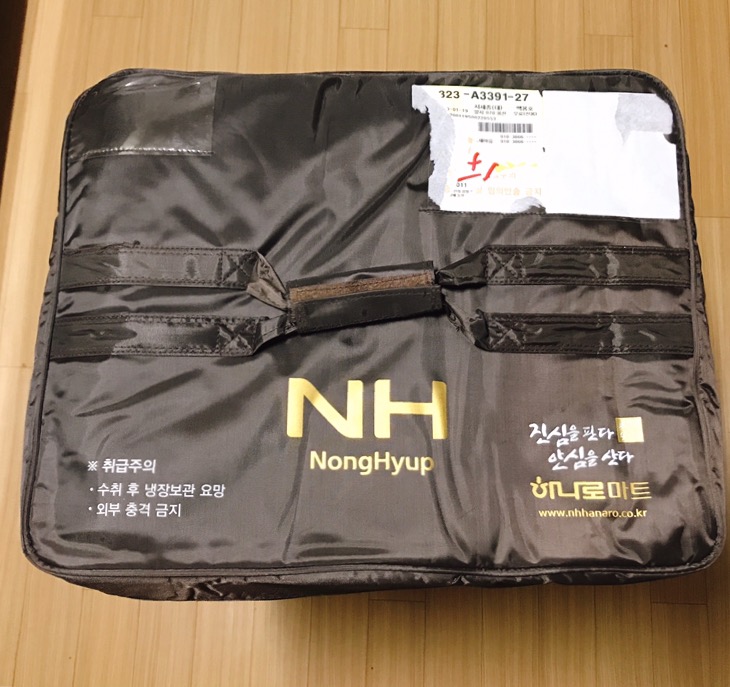 323-A3391-27
011
NH
NongHyup
※ 취급주의
· 수취 후 냉장보관 요망
· 외부 충격 금지
진심을 판다
안심을 산다
하나로마트
www.nhhanaro.co.kr